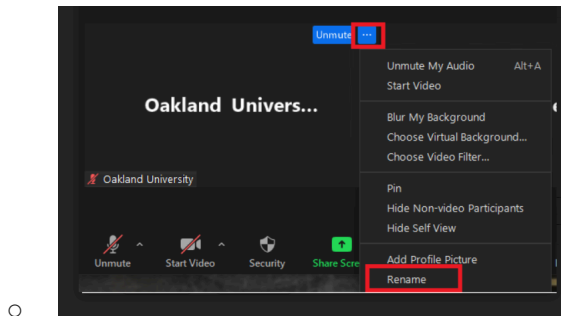 Unmute ...
Unmute My Audio Alt+A
Start Video
Oakland Univers...
Blur My Background
Choose Virtual Background...
Choose Video Filter...
Oakland University
Pin
Hide Non-video Participants
Hide Self View
Unmute Start Video Security Share Scre
Add Profile Picture
Rename